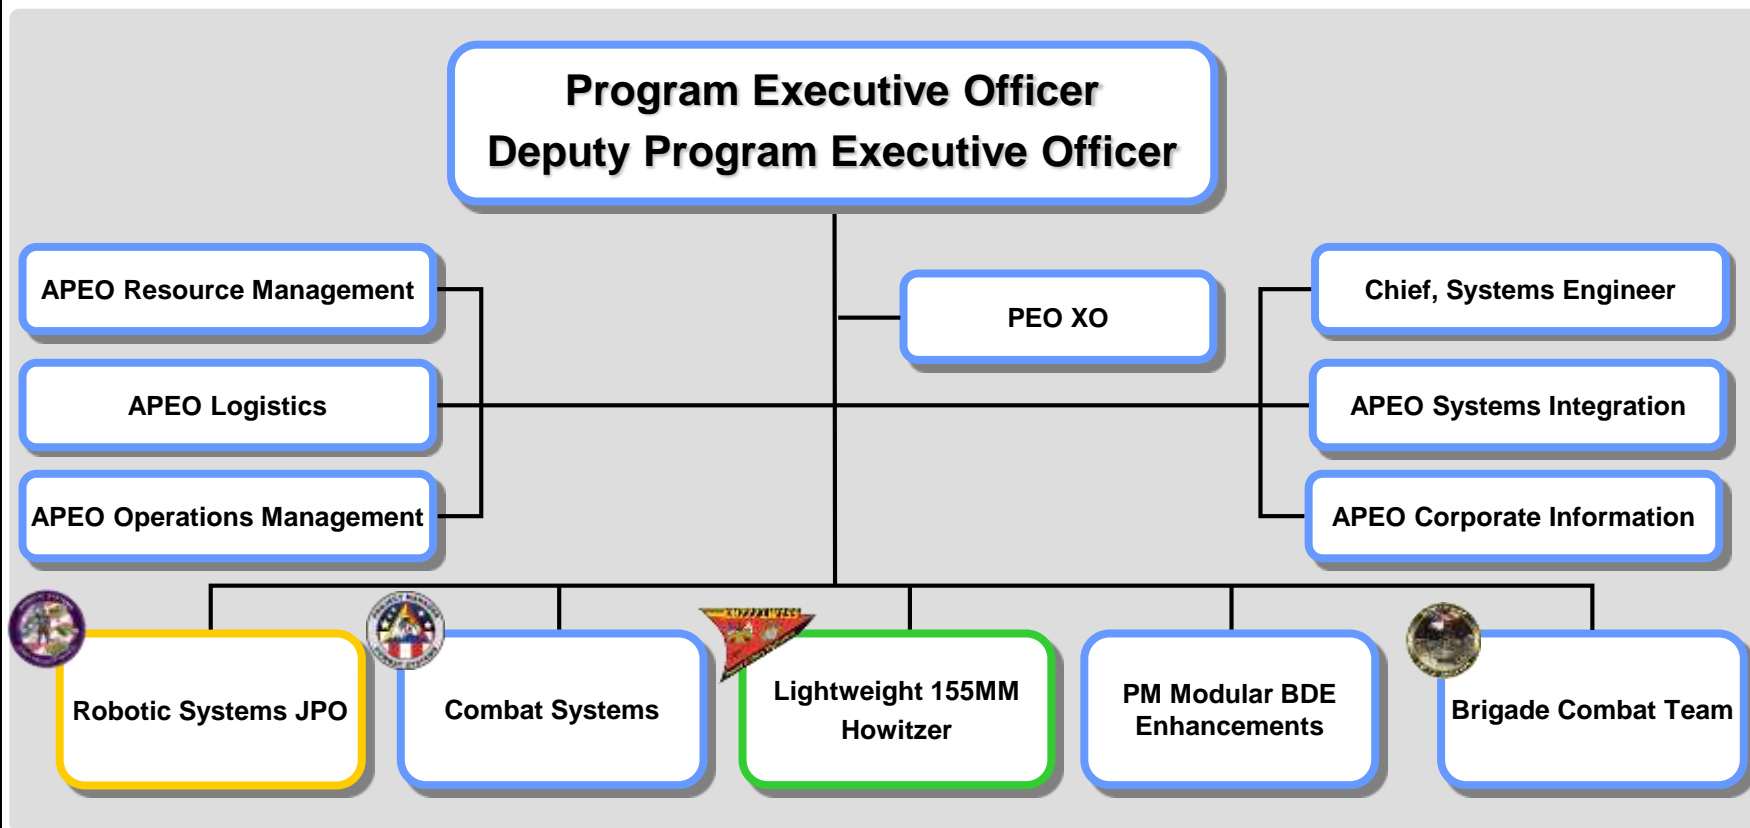 Program Executive Officer
Deputy Program Executive Officer
APEO Resource Management
PEO XO
Chief, Systems Engineer
APEO Logistics
APEO Systems Integration
APEO Operations Management
APEO Corporate Information
Robotic Systems JPO
Combat Systems
Lightweight 155MM
Howitzer
PM Modular BDE
Enhancements
Brigade Combat Team